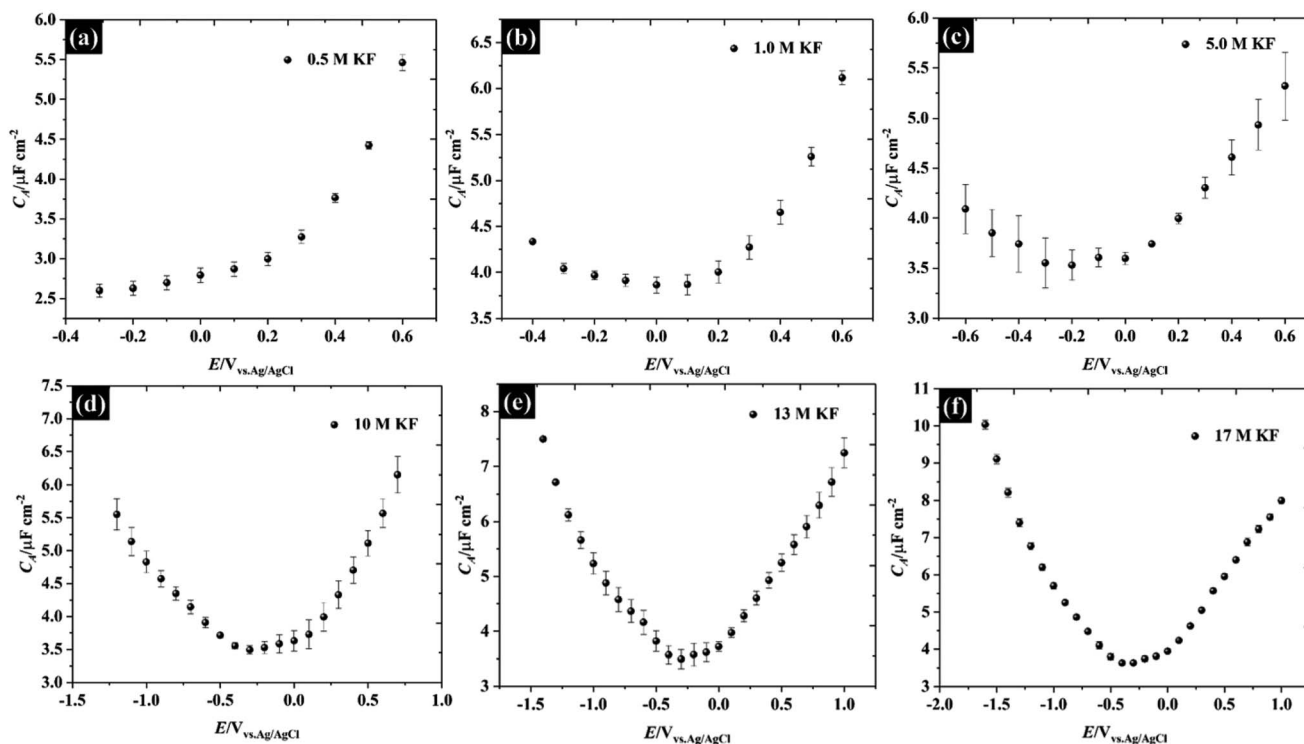 (a)
0.5 M KF
C_A/μF cm⁻²
6.0
5.5
5.0
4.5
4.0
3.5
3.0
2.5
-0.4 -0.2 0.0 0.2 0.4 0.6
E/V vs.Ag/AgCl
(b)
1.0 M KF
C_A/μF cm⁻²
6.5
6.0
5.5
5.0
4.5
4.0
3.5
-0.4 -0.2 0.0 0.2 0.4 0.6
E/V vs.Ag/AgCl
(c)
5.0 M KF
C_A/μF cm⁻²
6.0
5.5
5.0
4.5
4.0
3.5
3.0
-0.6 -0.4 -0.2 0.0 0.2 0.4 0.6
E/V vs.Ag/AgCl
(d)
10 M KF
C_A/μF cm⁻²
7.5
7.0
6.5
6.0
5.5
5.0
4.5
4.0
3.5
3.0
-1.5 -1.0 -0.5 0.0 0.5 1.0
E/V vs.Ag/AgCl
(e)
13 M KF
C_A/μF cm⁻²
8
7
6
5
4
3
-1.5 -1.0 -0.5 0.0 0.5 1.0
E/V vs.Ag/AgCl
(f)
17 M KF
C_A/μF cm⁻²
11
10
9
8
7
6
5
4
3
-2.0 -1.5 -1.0 -0.5 0.0 0.5 1.0
E/V vs.Ag/AgCl